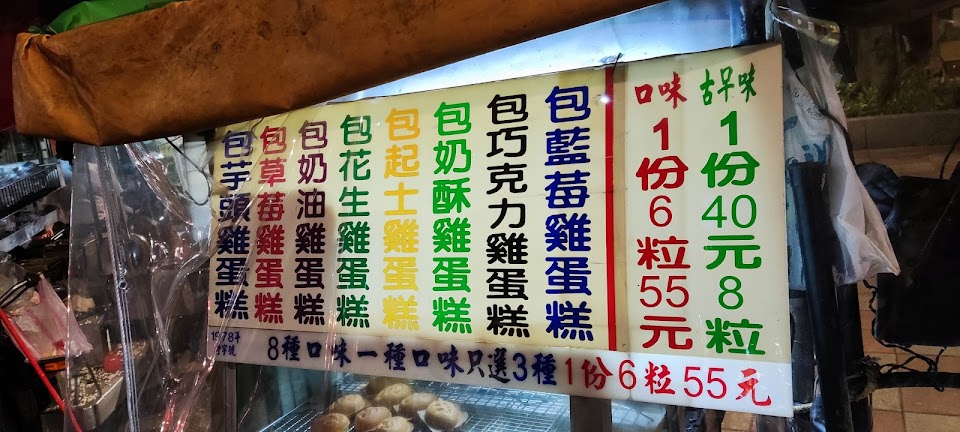 古早味
1份40元8粒
口味
1份6粒55元
包藍莓雞蛋糕
包巧克力雞蛋糕
包奶酥雞蛋糕
包起士雞蛋糕
包花生雞蛋糕
包奶油雞蛋糕
包草莓雞蛋糕
包芋頭雞蛋糕
8種口味一種口味只選3種1份6粒55元